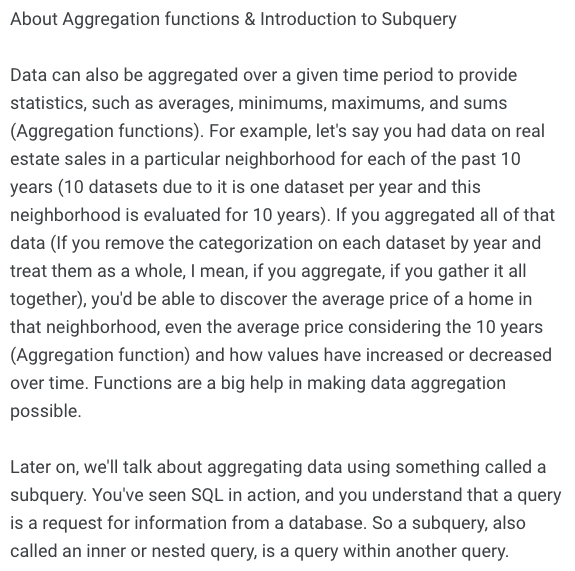 About Aggregation functions & Introduction to Subquery
Data can also be aggregated over a given time period to provide
statistics, such as averages, minimums, maximums, and sums
(Aggregation functions). For example, let's say you had data on real
estate sales in a particular neighborhood for each of the past 10
years (10 datasets due to it is one dataset per year and this
neighborhood is evaluated for 10 years). If you aggregated all of that
data (If you remove the categorization on each dataset by year and
treat them as a whole, I mean, if you aggregate, if you gather it all
together), you'd be able to discover the average price of a home in
that neighborhood, even the average price considering the 10 years
(Aggregation function) and how values have increased or decreased
over time. Functions are a big help in making data aggregation
possible.
Later on, we'll talk about aggregating data using something called a
subquery. You've seen SQL in action, and you understand that a query
is a request for information from a database. So a subquery, also
called an inner or nested query, is a query within another query.